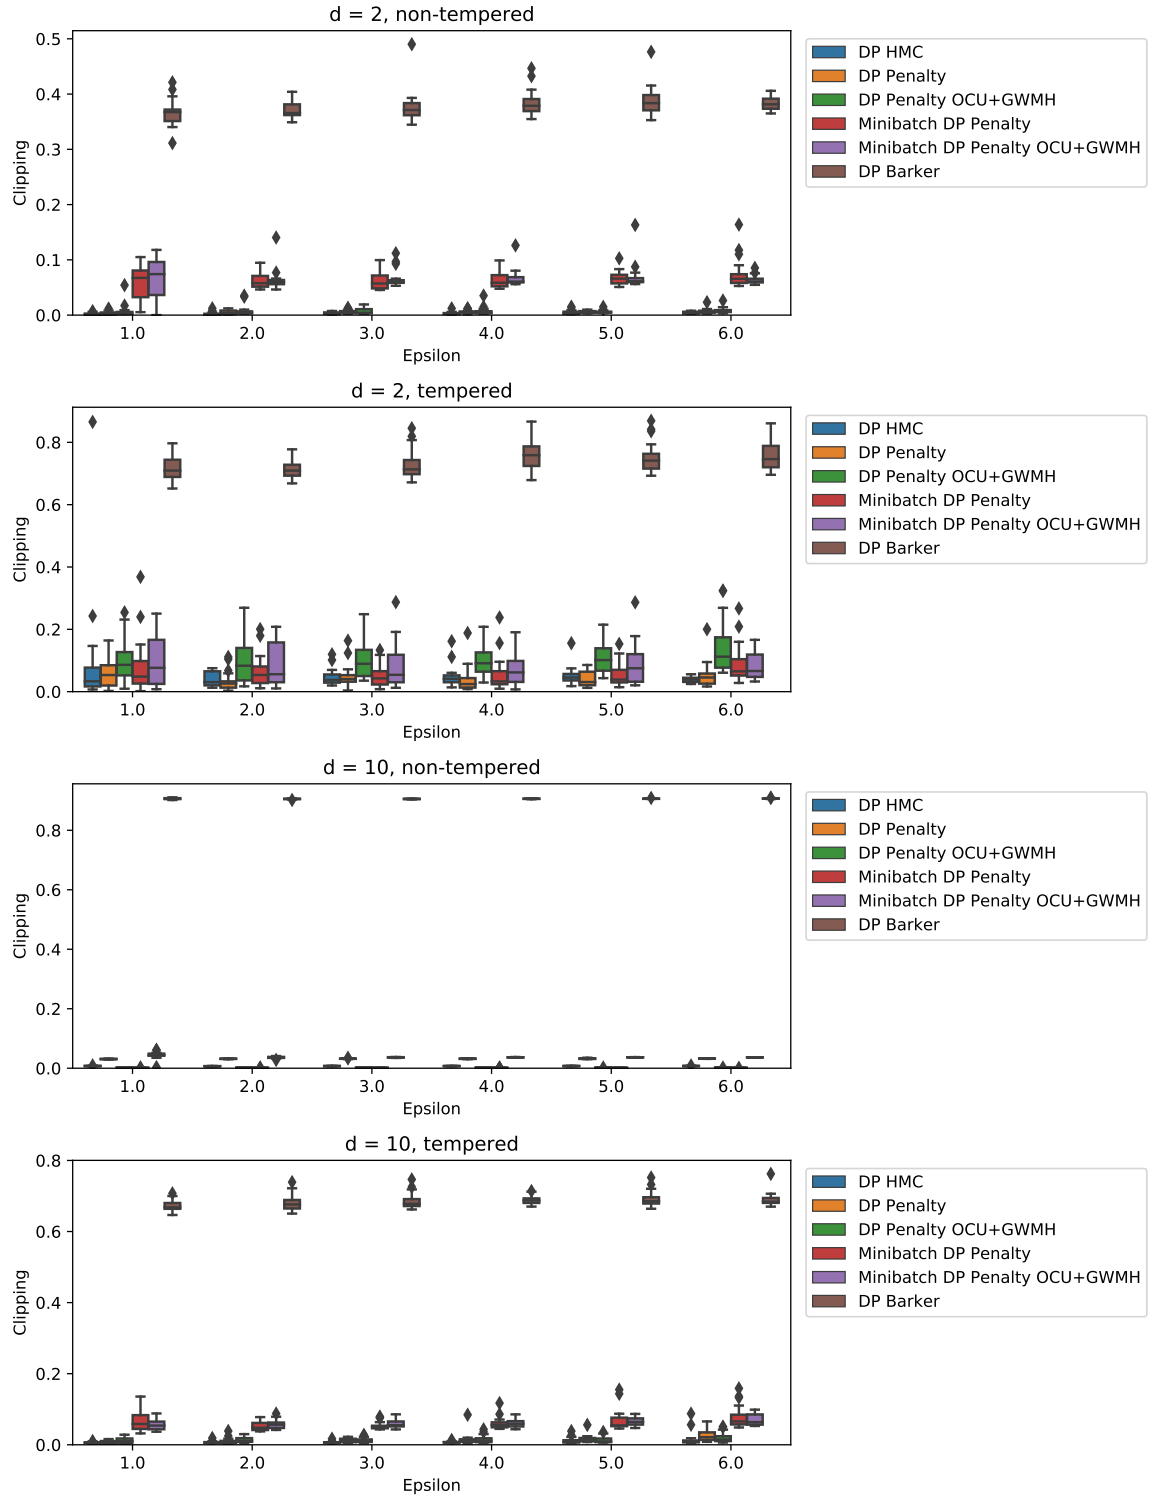 d = 2, non-tempered
0.5
0.4
0.3
0.2
0.1
0.0
Clipping
1.0 2.0 3.0 4.0 5.0 6.0
Epsilon
DP HMC
DP Penalty
DP Penalty OCU+GWMH
Minibatch DP Penalty
Minibatch DP Penalty OCU+GWMH
DP Barker
d = 2, tempered
0.8
0.6
0.4
0.2
0.0
Clipping
1.0 2.0 3.0 4.0 5.0 6.0
Epsilon
DP HMC
DP Penalty
DP Penalty OCU+GWMH
Minibatch DP Penalty
Minibatch DP Penalty OCU+GWMH
DP Barker
d = 10, non-tempered
0.8
0.6
0.4
0.2
0.0
Clipping
1.0 2.0 3.0 4.0 5.0 6.0
Epsilon
DP HMC
DP Penalty
DP Penalty OCU+GWMH
Minibatch DP Penalty
Minibatch DP Penalty OCU+GWMH
DP Barker
d = 10, tempered
0.8
0.6
0.4
0.2
0.0
Clipping
1.0 2.0 3.0 4.0 5.0 6.0
Epsilon
DP HMC
DP Penalty
DP Penalty OCU+GWMH
Minibatch DP Penalty
Minibatch DP Penalty OCU+GWMH
DP Barker